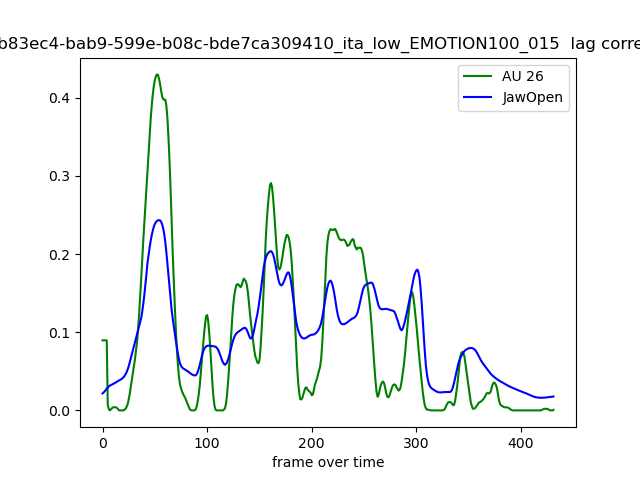 b83ec4-bab9-599e-b08c-bde7ca309410_ita_low_EMOTION100_015 lag corre
AU 26
JawOpen
0.4
0.3
0.2
0.1
0.0
0 100 200 300 400
frame over time